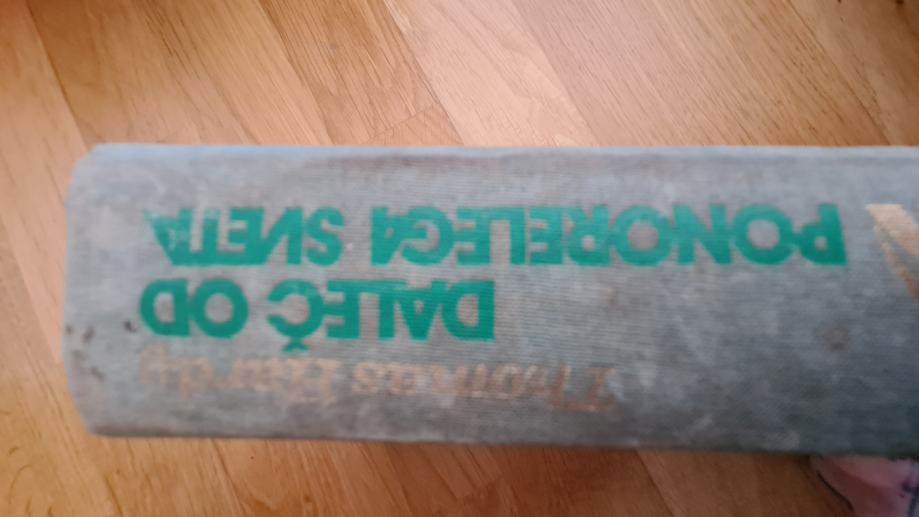 Thomas Hardy
DALEČ OD
PONORELEGA SVETA